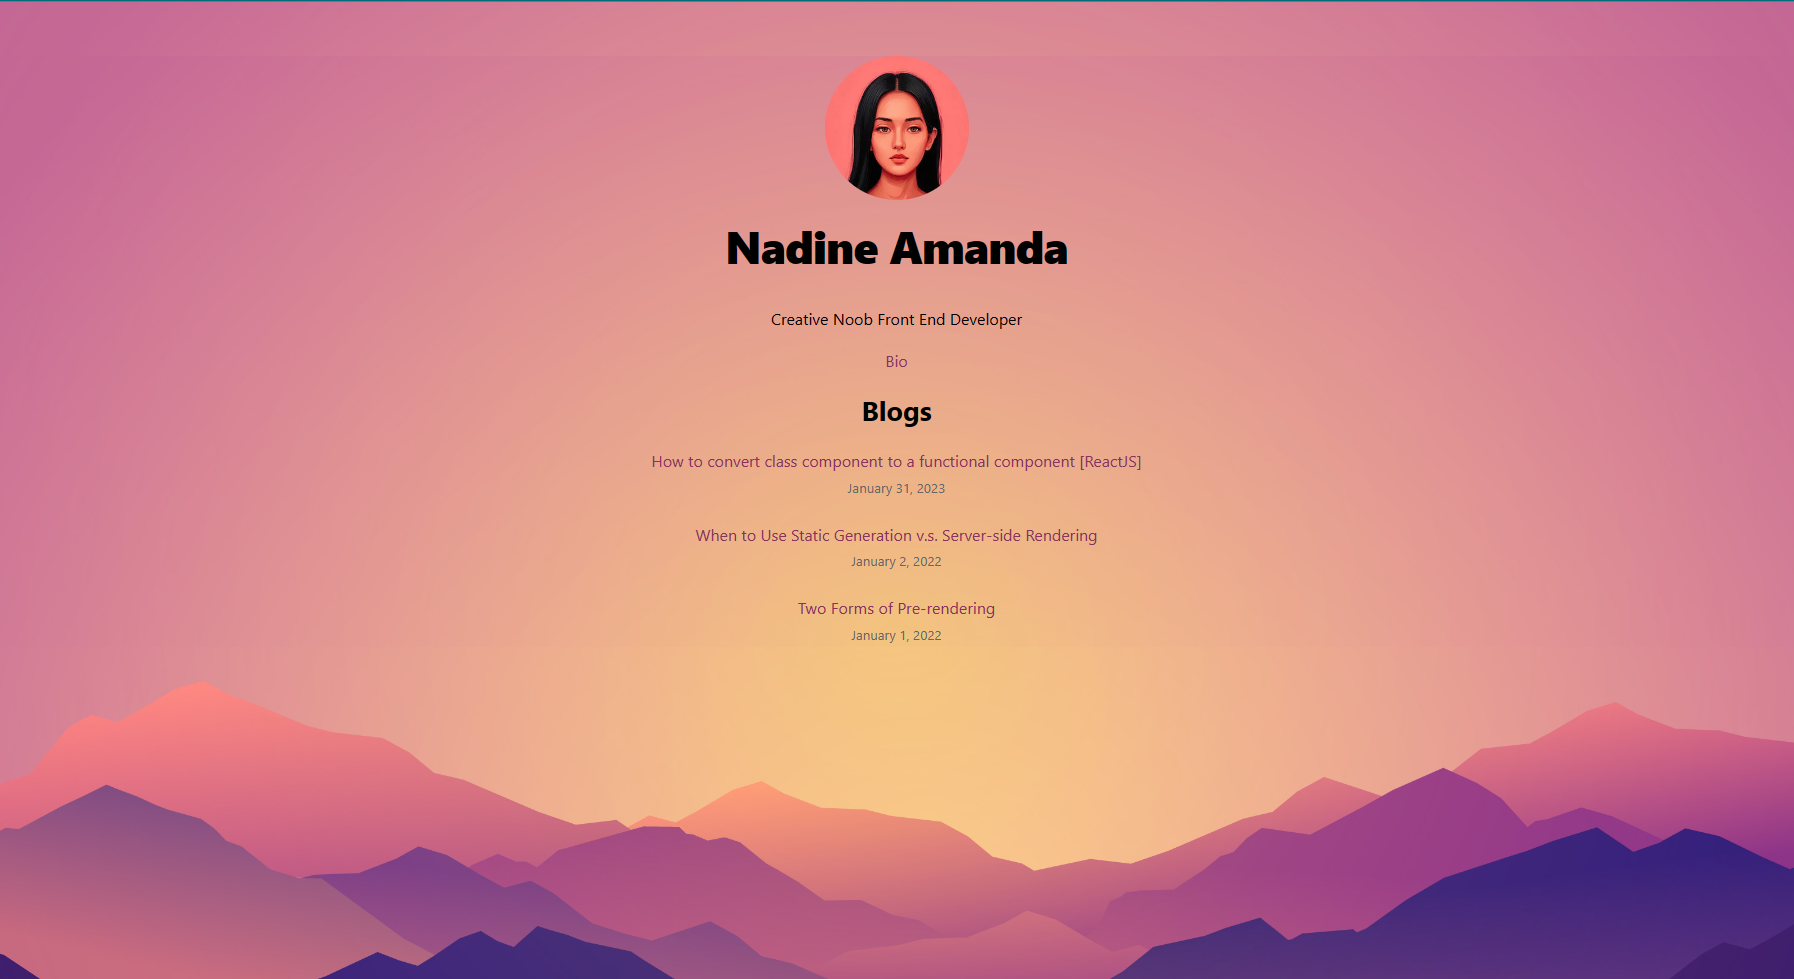 Nadine Amanda
Creative Noob Front End Developer
Bio
Blogs
How to convert class component to a functional component [ReactJS]
January 31, 2023
When to Use Static Generation v.s. Server-side Rendering
January 2, 2022
Two Forms of Pre-rendering
January 1, 2022